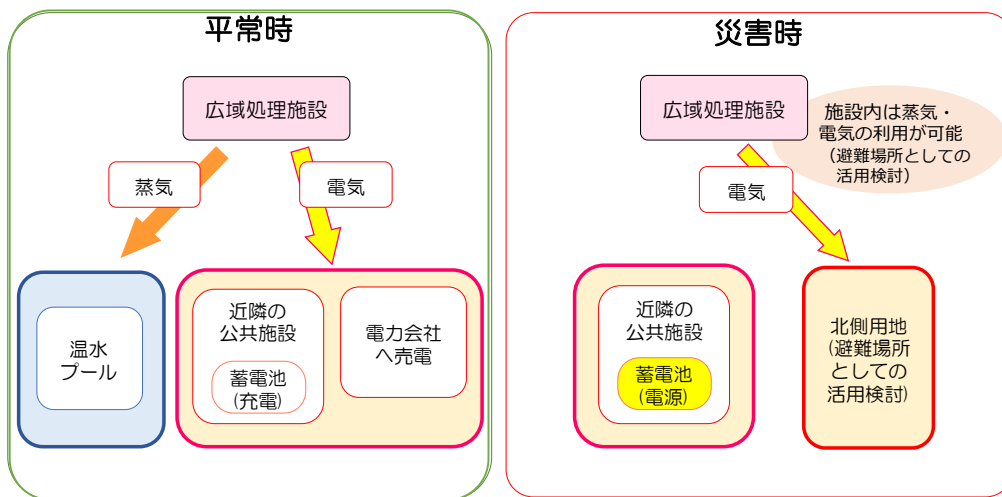 平常時
広域処理施設
蒸気
電気
温水
プール
近隣の
公共施設
蓄電池
(充電)
電力会社
へ売電
災害時
広域処理施設
施設内は蒸気・
電気の利用が可能
（避難場所としての
活用検討）
電気
近隣の
公共施設
蓄電池
(電源)
北側用地
(避難場所
としての
活用検討)